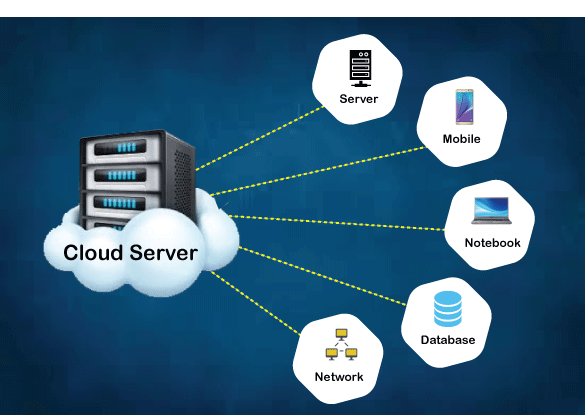 Server
Mobile
Cloud Server
Notebook
Database
Network